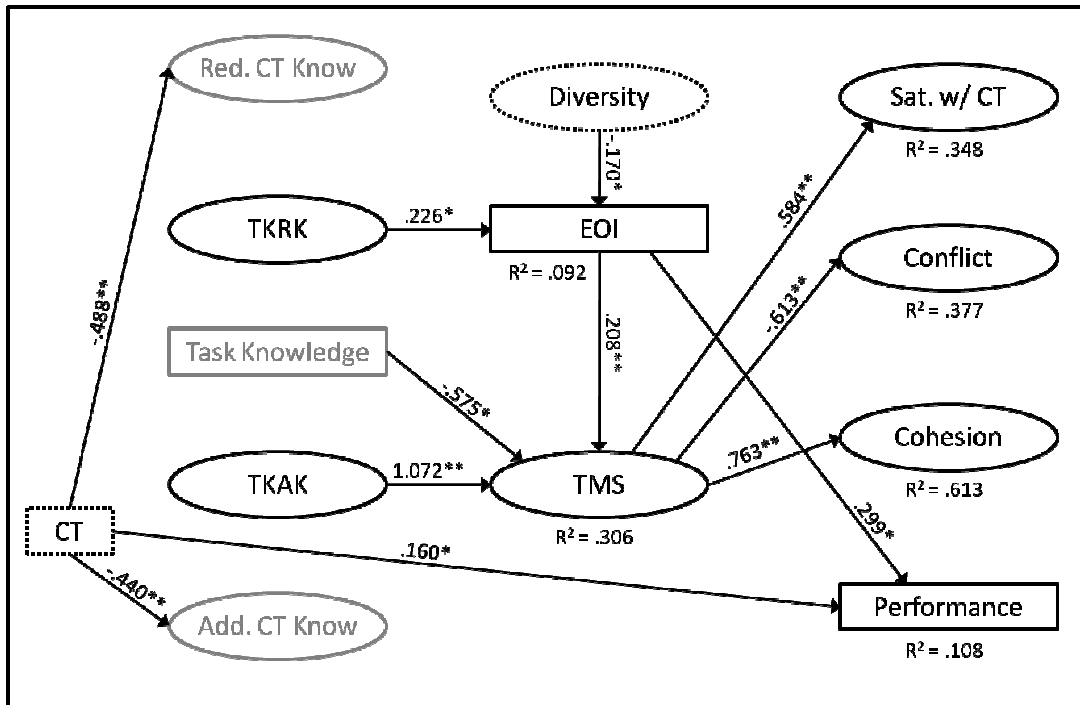 Red. CT Know
Diversity
Sat. w/ CT
R² = .348
-.170*
.584**
TKRK
.226*
EOI
R² = .092
Conflict
R² = .377
-.613**
-.488**
.208**
Task Knowledge
-.575*
TKAK
1.072**
TMS
R² = .306
.763**
Cohesion
R² = .613
.299*
CT
.160*
-.440**
Add. CT Know
Performance
R² = .108